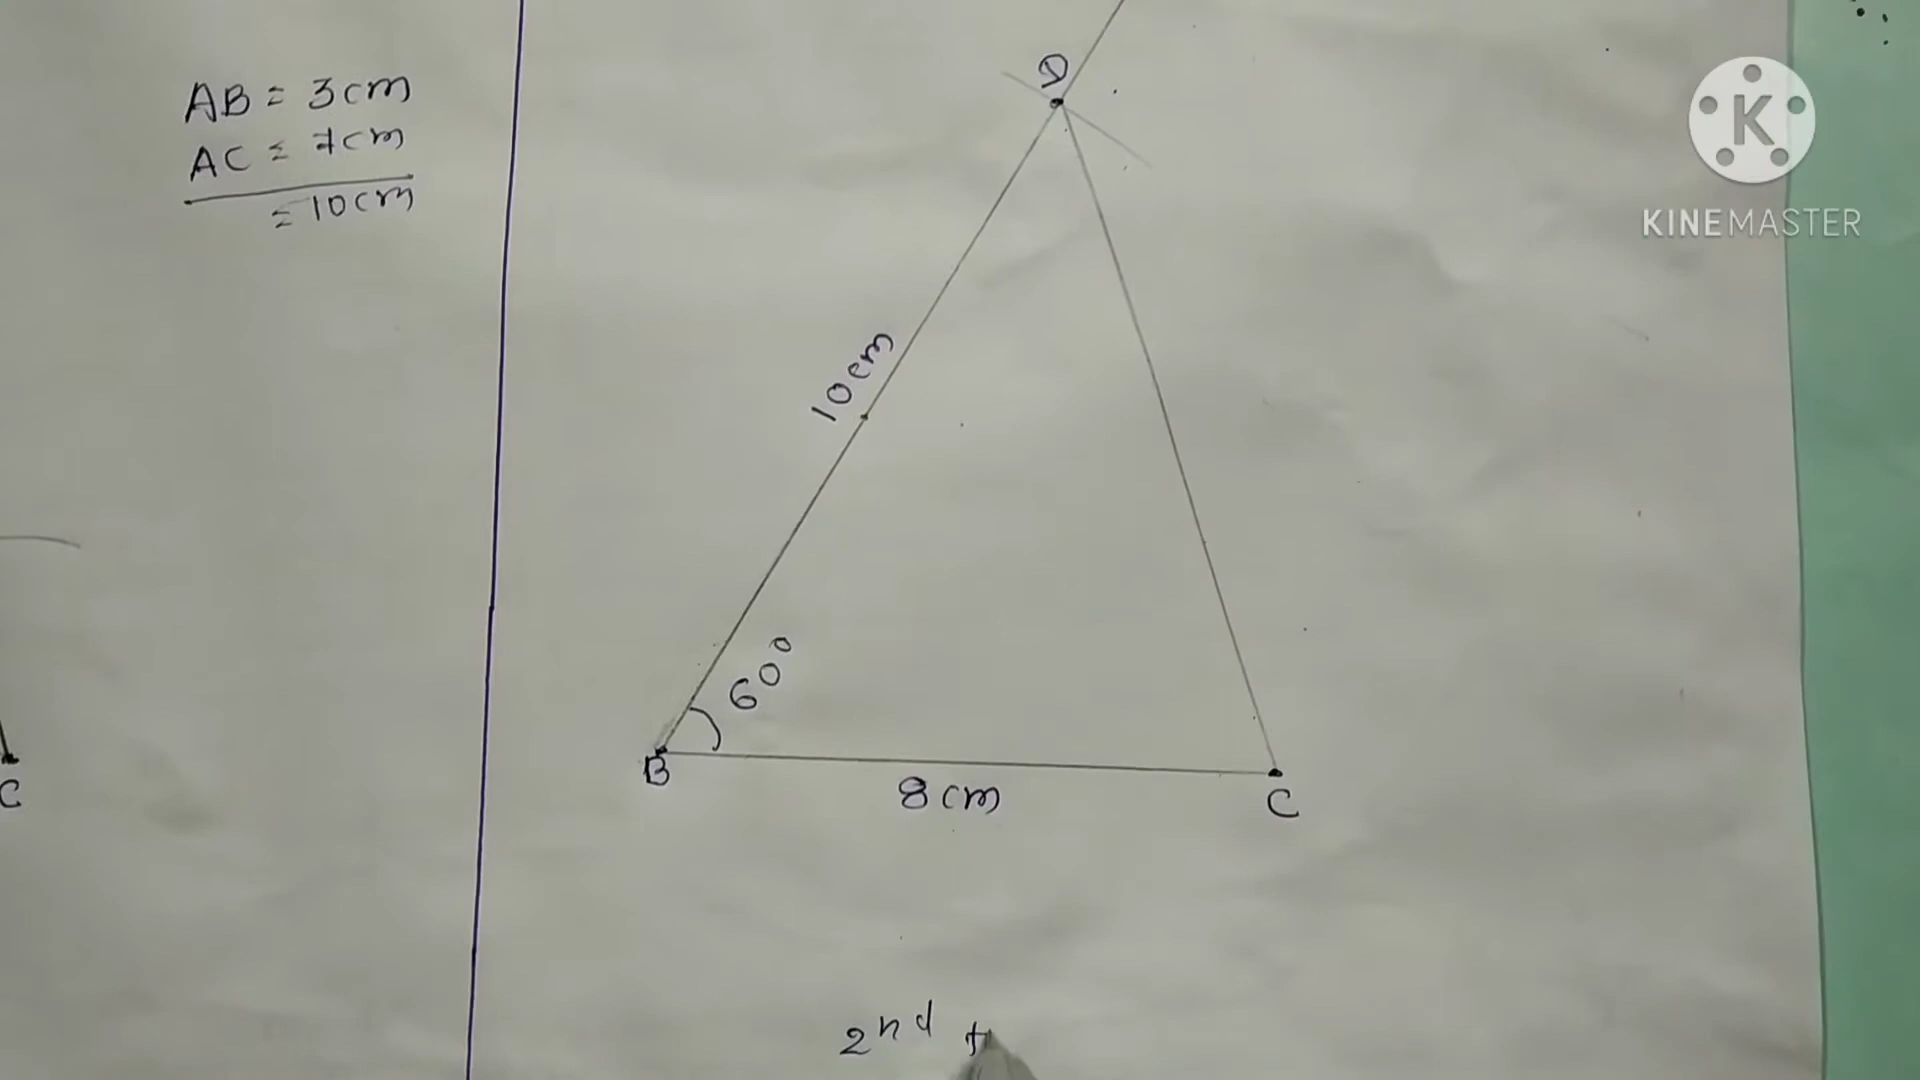 AB = 3cm
AC = 7cm
= 10cm
D
10cm
60°
B
8cm
C
C
2nd
KINEMASTER